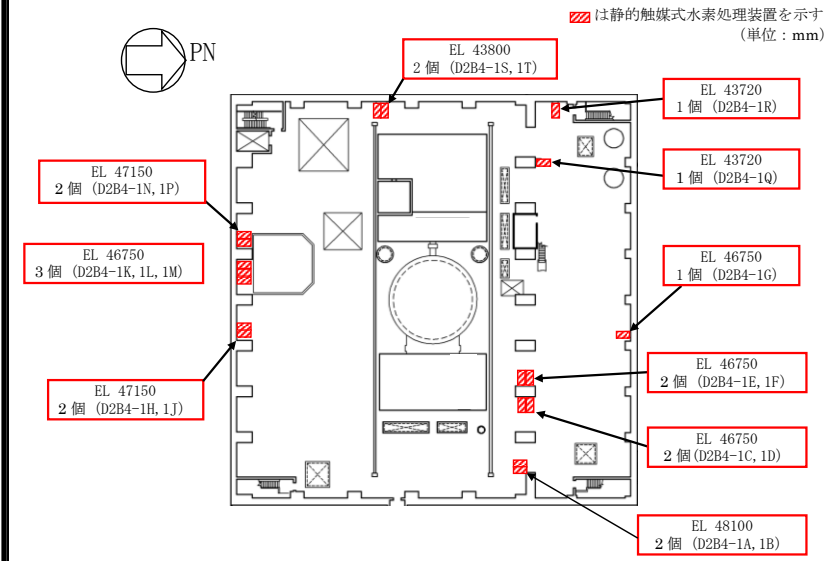 は静的触媒式水素処理装置を示す
(単位：mm)
PN
EL 43800
2 個 (D2B4-1S, 1T)
EL 43720
1 個 (D2B4-1R)
EL 43720
1 個 (D2B4-1Q)
EL 47150
2 個 (D2B4-1N, 1P)
EL 46750
3 個 (D2B4-1K, 1L, 1M)
EL 46750
1 個 (D2B4-1G)
EL 46750
2 個 (D2B4-1E, 1F)
EL 47150
2 個 (D2B4-1H, 1J)
EL 46750
2 個(D2B4-1C, 1D)
EL 48100
2 個 (D2B4-1A, 1B)